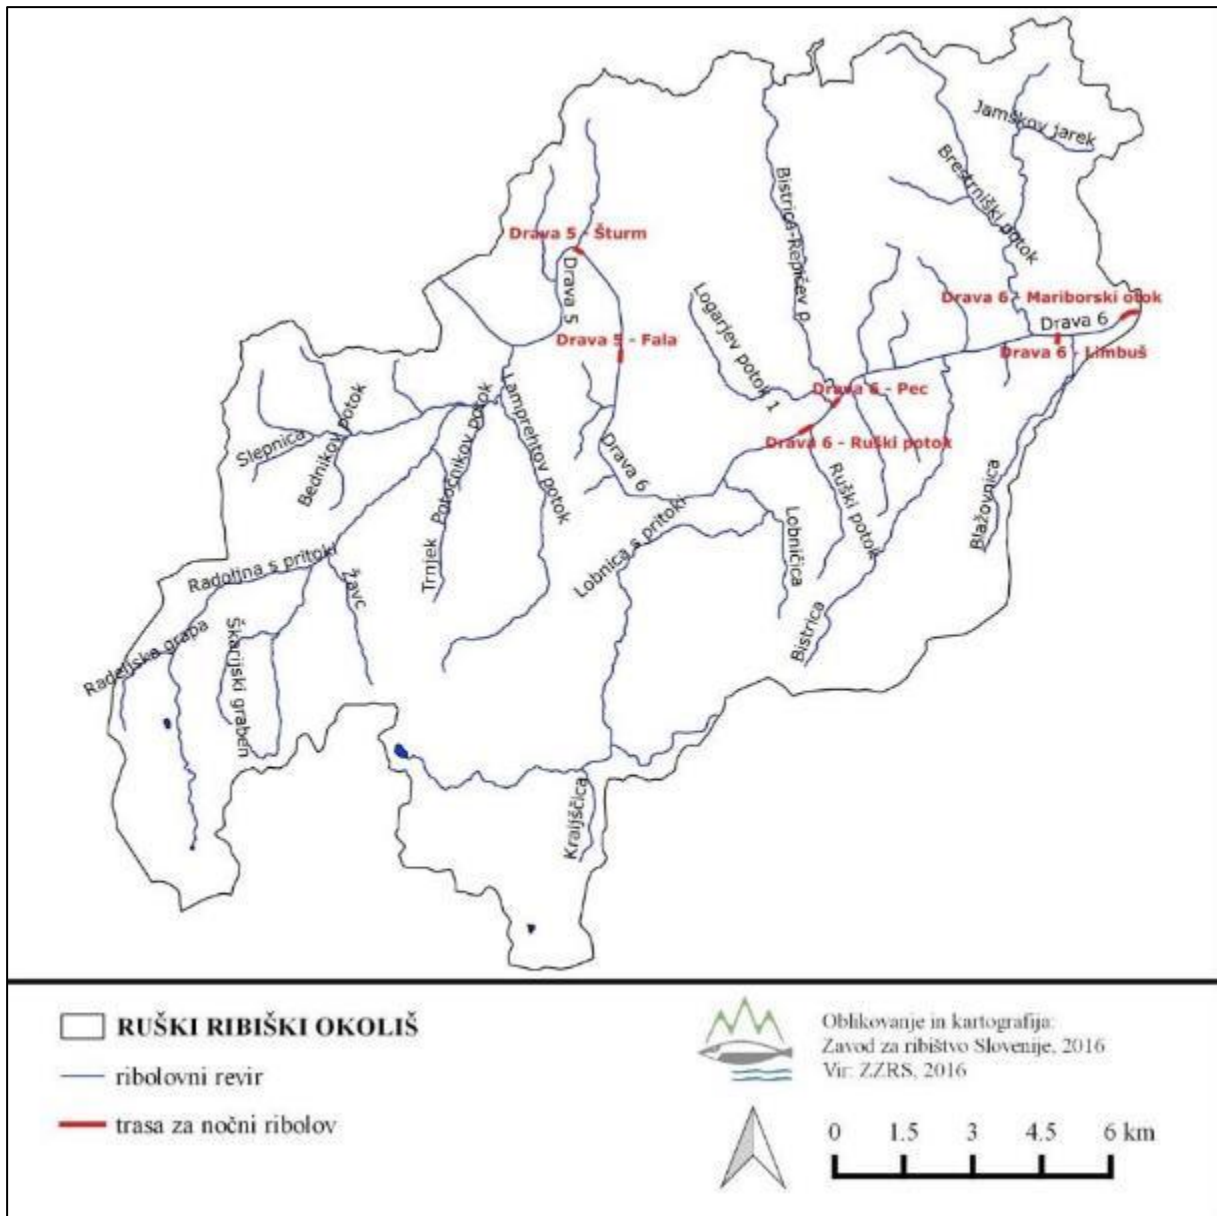 Jamškov jarek
Brestrniški potok
Bistrica-Repičev p.
Drava 5 - Šturm
Drava 5
Logarjev potok 1
Drava 6 - Mariborski otok
Drava 6
Drava 5 - Fala
Drava 6 - Limbuš
Drava 6 - Pec
Drava 6 - Ruški potok
Slepnica
Bednikov potok
Potočnikov potok
Lamprehtov potok
Drava 6
Ruški potok
Blažovnica
Lobnica s pritoki
Lobničica
Trnjek
Radoljna s pritoki
Žavc
Bistrica
Radeljska grapa
Škarijski graben
Krajiščica
RUŠKI RIBIŠKI OKOLIŠ
ribolovni revir
trasa za nočni ribolov
Oblikovanje in kartografija:
Zavod za ribištvo Slovenije, 2016
Vir: ZZRS, 2016
0 1.5 3 4.5 6 km